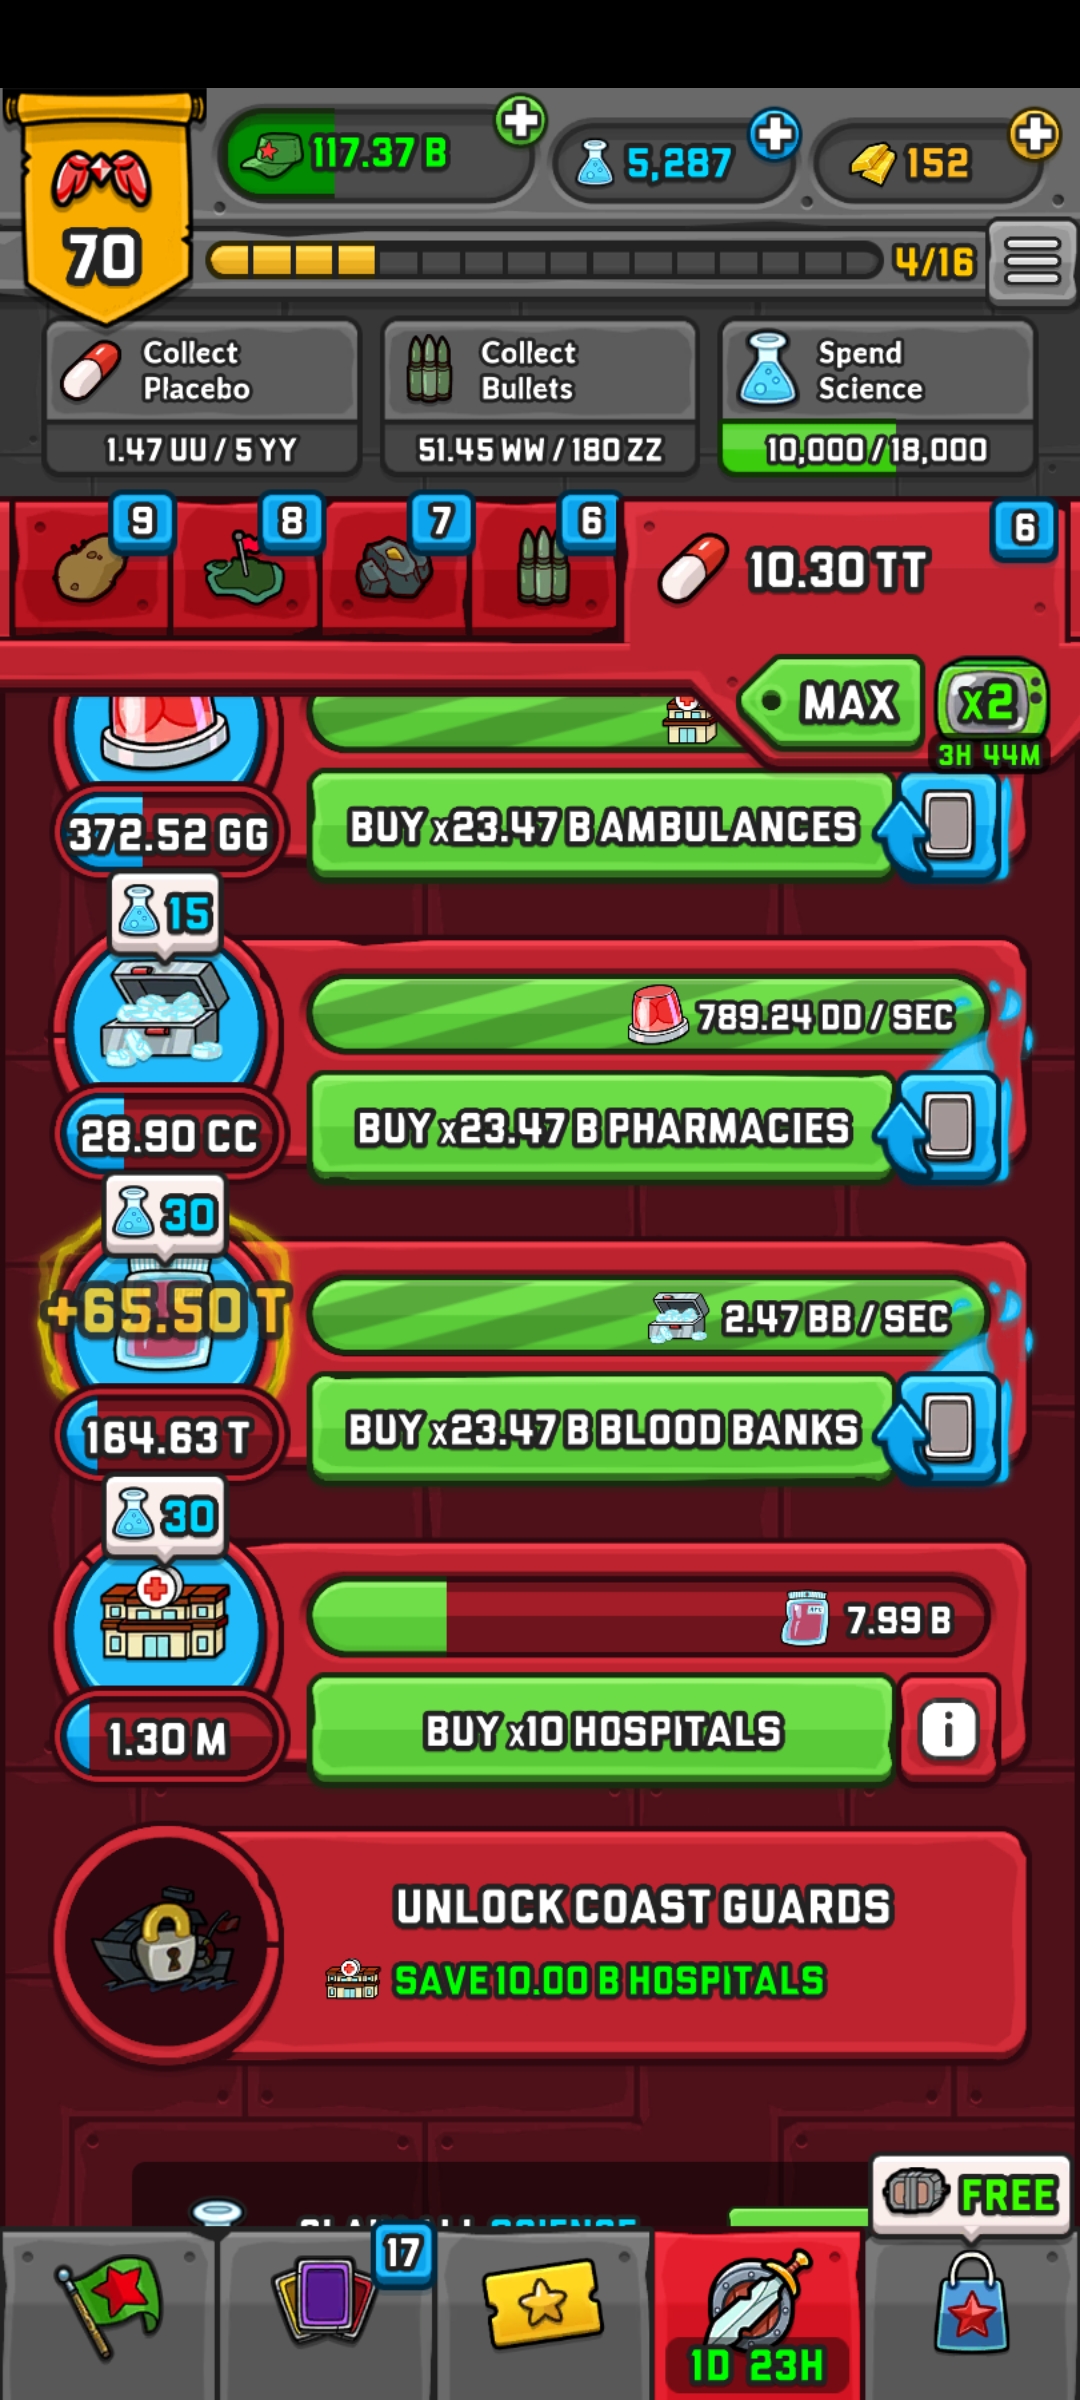 117.37 B
5,287
152
70
4/16
Collect
Placebo
1.47 UU / 5 YY
Collect
Bullets
51.45 WW / 180 ZZ
Spend
Science
10,000 / 18,000
9
8
7
6
10.30 TT
6
MAX
x2
3H 44M
372.52 GG
BUY x23.47 B AMBULANCES
15
789.24 DD / SEC
28.90 CC
BUY x23.47 B PHARMACIES
30
+65.50 T
2.47 BB / SEC
164.63 T
BUY x23.47 B BLOOD BANKS
30
7.99 B
1.30 M
BUY x10 HOSPITALS
i
UNLOCK COAST GUARDS
SAVE 10.00 B HOSPITALS
FREE
17
1D 23H